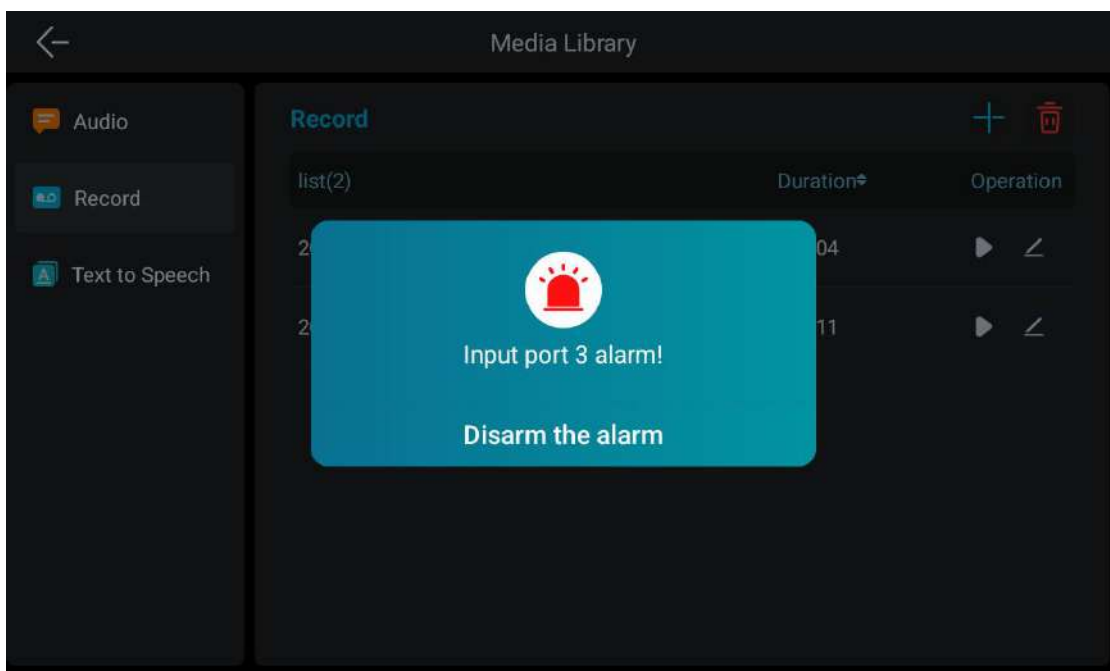 Media Library
Audio
Record
Text to Speech
Record
list(2)
Duration
Operation
04
11
Input port 3 alarm!
Disarm the alarm